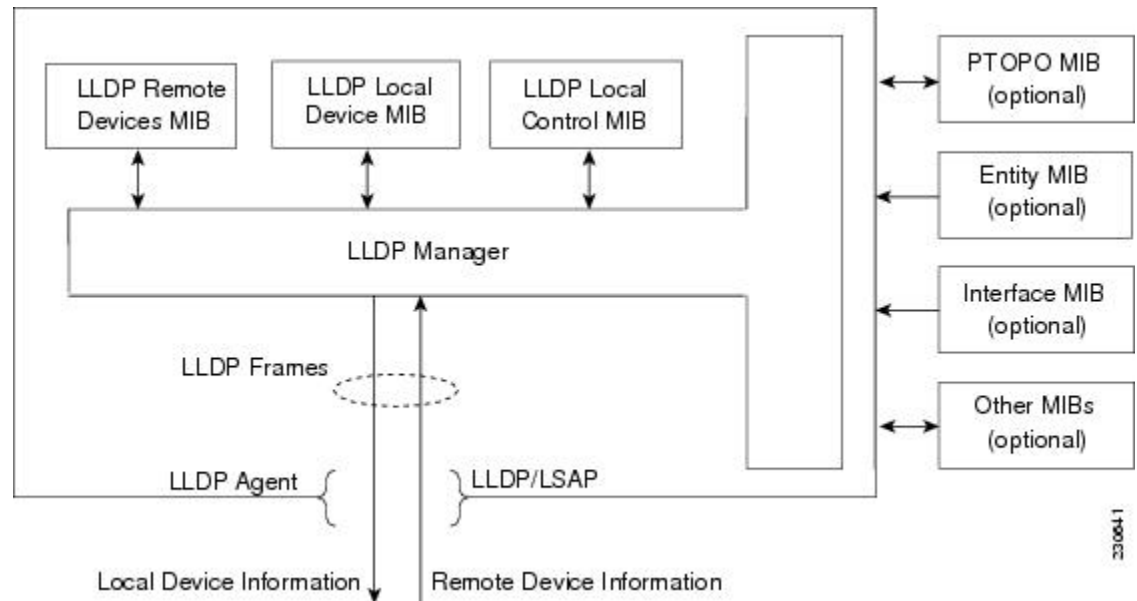 LLDP Remote
Devices MIB
LLDP Local
Device MIB
LLDP Local
Control MIB
PTOPO MIB
(optional)
Entity MIB
(optional)
LLDP Manager
Interface MIB
(optional)
LLDP Frames
Other MIBs
(optional)
LLDP Agent
LLDP/LSAP
230641
Local Device Information
Remote Device Information